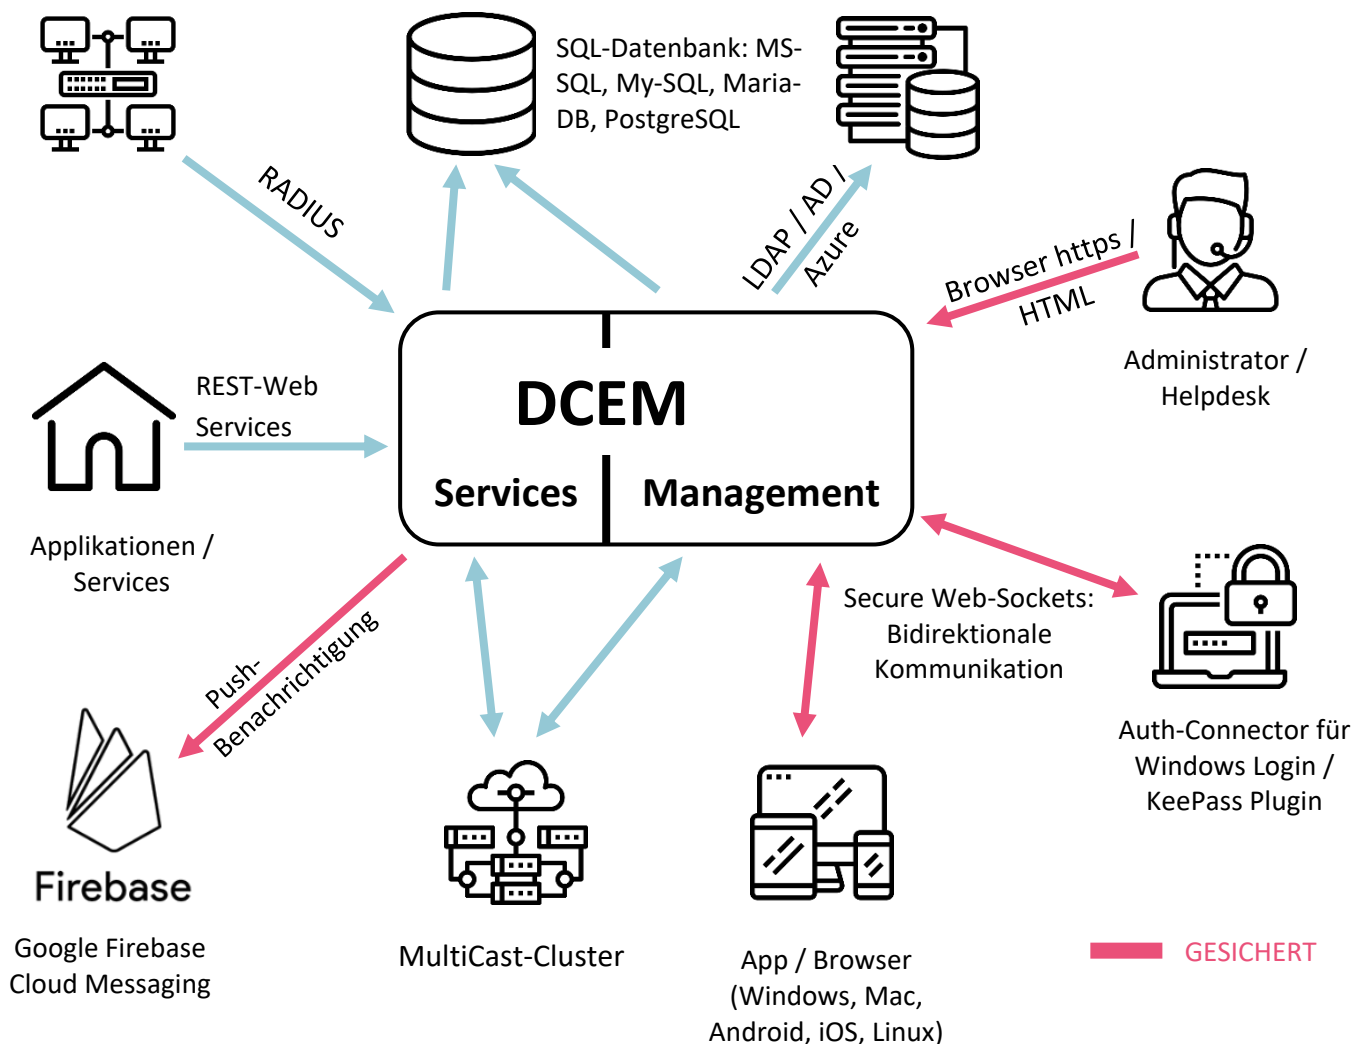 SQL-Datenbank: MS-
SQL, My-SQL, Maria-
DB, PostgreSQL
RADIUS
LDAP / AD /
Azure
Browser https /
HTML
Administrator /
Helpdesk
REST-Web
Services
DCEM
Services
Management
Applikationen /
Services
Push-
Benachrichtigung
Secure Web-Sockets:
Bidirektionale
Kommunikation
Auth-Connector für
Windows Login /
KeePass Plugin
Firebase
Google Firebase
Cloud Messaging
MultiCast-Cluster
App / Browser
(Windows, Mac,
Android, iOS, Linux)
GESICHERT